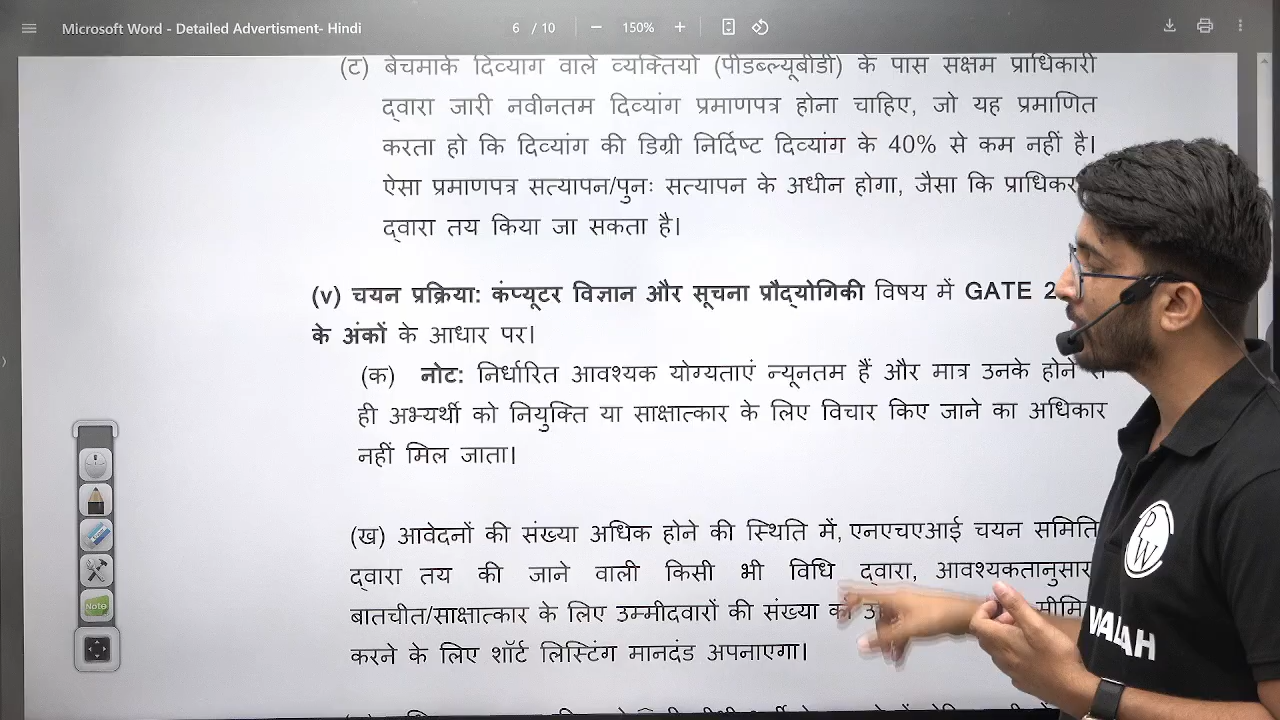 Microsoft Word - Detailed Advertisment- Hindi
6 / 10
150%
(ट) बेंचमार्क दिव्यांग वाले व्यक्तियों (पीडब्ल्यूबीडी) के पास सक्षम प्राधिकारी
द्वारा जारी नवीनतम दिव्यांग प्रमाणपत्र होना चाहिए, जो यह प्रमाणित
करता हो कि दिव्यांग की डिग्री निर्दिष्ट दिव्यांग के 40% से कम नहीं है।
ऐसा प्रमाणपत्र सत्यापन/पुनः सत्यापन के अधीन होगा, जैसा कि
द्वारा तय किया जा सकता है।
(v) चयन प्रक्रिया: कंप्यूटर विज्ञान और सूचना प्रौद्योगिकी विषय में GATE
के अंकों के आधार पर।
(क) नोट: निर्धारित आवश्यक योग्यताएं न्यूनतम हैं और मात्र उनके होने
ही अभ्यर्थी को नियुक्ति या साक्षात्कार के लिए विचार किए जाने का अधिकार
नहीं मिल जाता।
(ख) आवेदनों की संख्या अधिक होने की स्थिति में, एनएचएआई चयन समिति
द्वारा तय की जाने वाली किसी भी विधि द्वारा, आवश्यकतानुसार
बातचीत/साक्षात्कार के लिए उम्मीदवारों की संख्या
करने के लिए शॉर्ट लिस्टिंग मानदंड अपनाएगा।
Note
PW